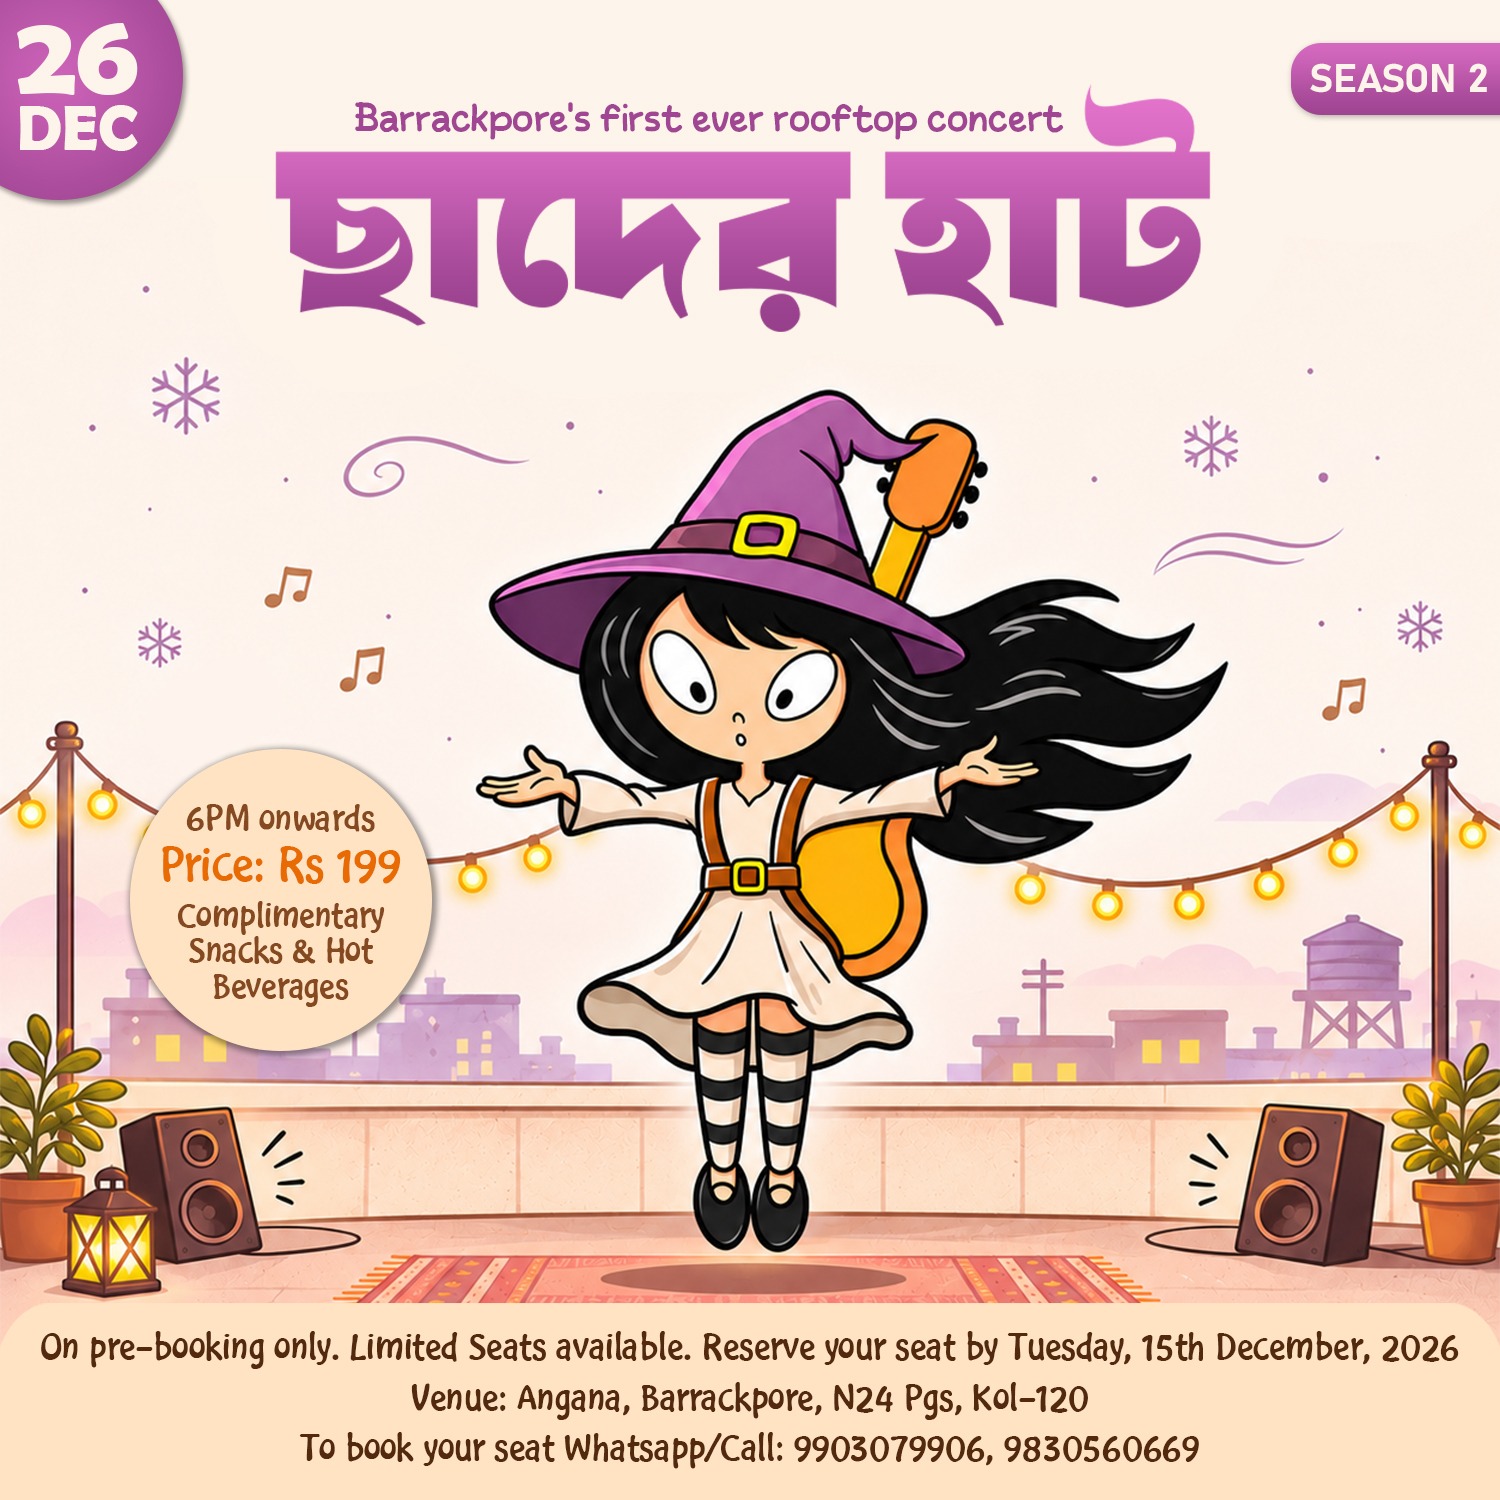 26
DEC
SEASON 2
Barrackpore's first ever rooftop concert
ছাদের হাট
6PM onwards
Price: Rs 199
Complimentary
Snacks & Hot
Beverages
On pre-booking only. Limited Seats available. Reserve your seat by Tuesday, 15th December, 2026
Venue: Angana, Barrackpore, N24 Pgs, Kol-120
To book your seat Whatsapp/Call: 9903079906, 9830560669